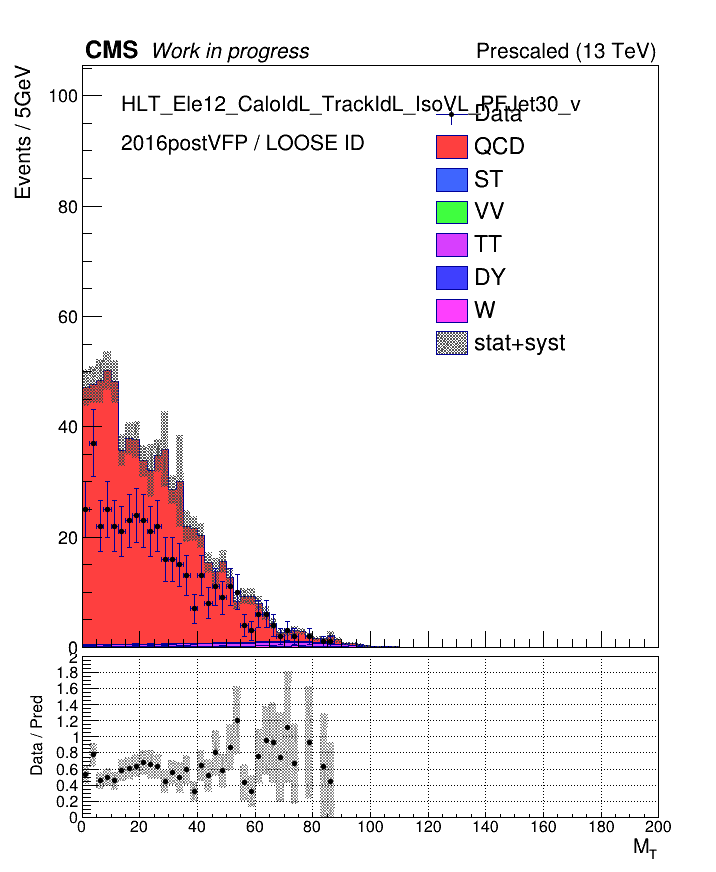 CMS Work in progress Prescaled (13 TeV)
Events / 5GeV
HLT_Ele12_CaloIdL_TrackIdL_IsoVL_PFJet30_v
2016postVFP / LOOSE ID
Data
QCD
ST
VV
TT
DY
W
stat+syst
100
80
60
40
20
0
Data / Pred
2
1.8
1.6
1.4
1.2
1
0.8
0.6
0.4
0.2
0
0 20 40 60 80 100 120 140 160 180 200
M_T